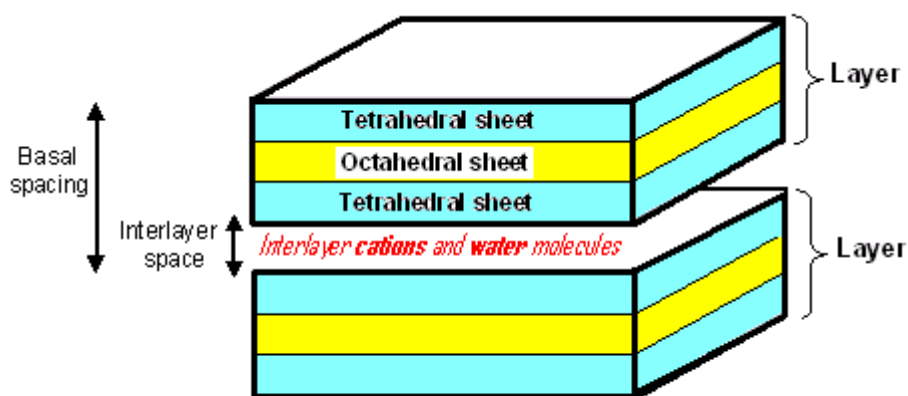 Layer
Tetrahedral sheet
Octahedral sheet
Tetrahedral sheet
Basal
spacing
Interlayer
space
Interlayer cations and water molecules
Layer